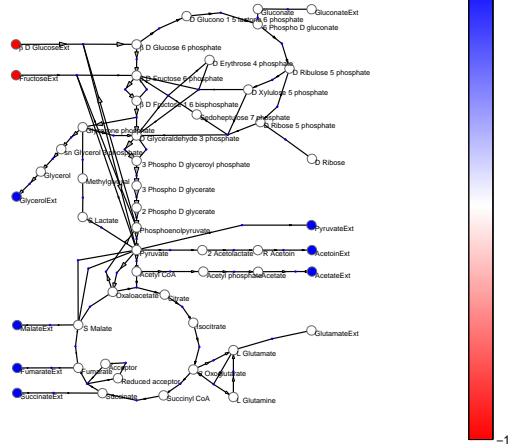 Gluconate
GluconateExt
D Glucono 1 5 lactone 6 phosphate
6 Phospho D gluconate
β D GlucoseExt
β D Glucose 6 phosphate
D Erythrose 4 phosphate
D Ribulose 5 phosphate
FructoseExt
β D Fructose 6 phosphate
D Xylulose 5 phosphate
β D Fructose 1 6 bisphosphate
Sedoheptulose 7 phosphate
D Ribose 5 phosphate
Glycerone phosphate
D Glyceraldehyde 3 phosphate
sn Glycerol 3 phosphate
D Ribose
3 Phospho D glyceroyl phosphate
Glycerol
Methylglyoxal
3 Phospho D glycerate
GlycerolExt
2 Phospho D glycerate
S Lactate
Phosphoenolpyruvate
PyruvateExt
Pyruvate
2 Acetolactate
R Acetoin
AcetoinExt
Acetyl CoA
Acetyl phosphate
Acetate
AcetateExt
Oxaloacetate
Citrate
MalateExt
S Malate
Isocitrate
GlutamateExt
L Glutamate
FumarateExt
Fumarate
Acceptor
2 Oxoglutarate
Reduced acceptor
SuccinateExt
Succinate
Succinyl CoA
L Glutamine
−1